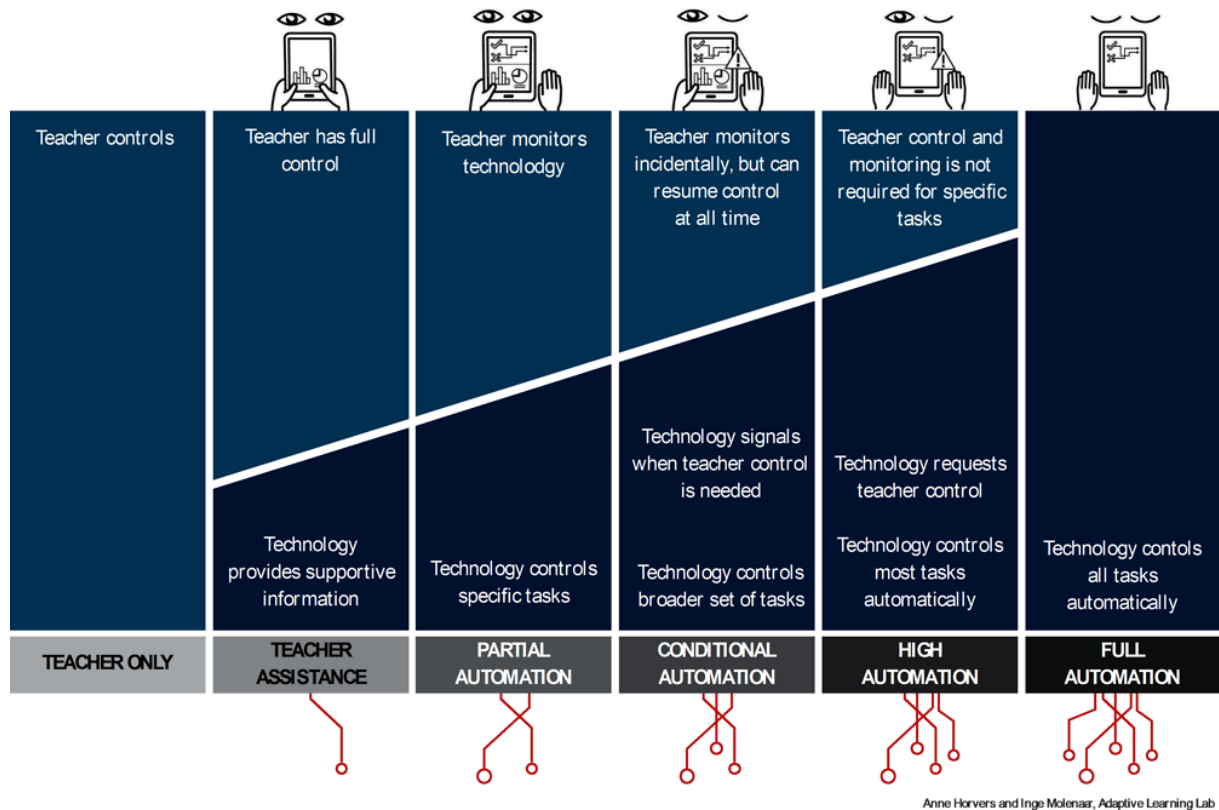 Teacher controls
Teacher has full
control
Teacher monitors
technolodgy
Teacher monitors
incidentally, but can
resume control
at all time
Teacher control and
monitoring is not
required for specific
tasks
Technology
provides supportive
information
Technology controls
specific tasks
Technology signals
when teacher control
is needed
Technology controls
broader set of tasks
Technology requests
teacher control
Technology controls
most tasks
automatically
Technology contols
all tasks
automatically
TEACHER ONLY
TEACHER
ASSISTANCE
PARTIAL
AUTOMATION
CONDITIONAL
AUTOMATION
HIGH
AUTOMATION
FULL
AUTOMATION
Anne Horvers and Inge Molenaar, Adaptive Learning Lab